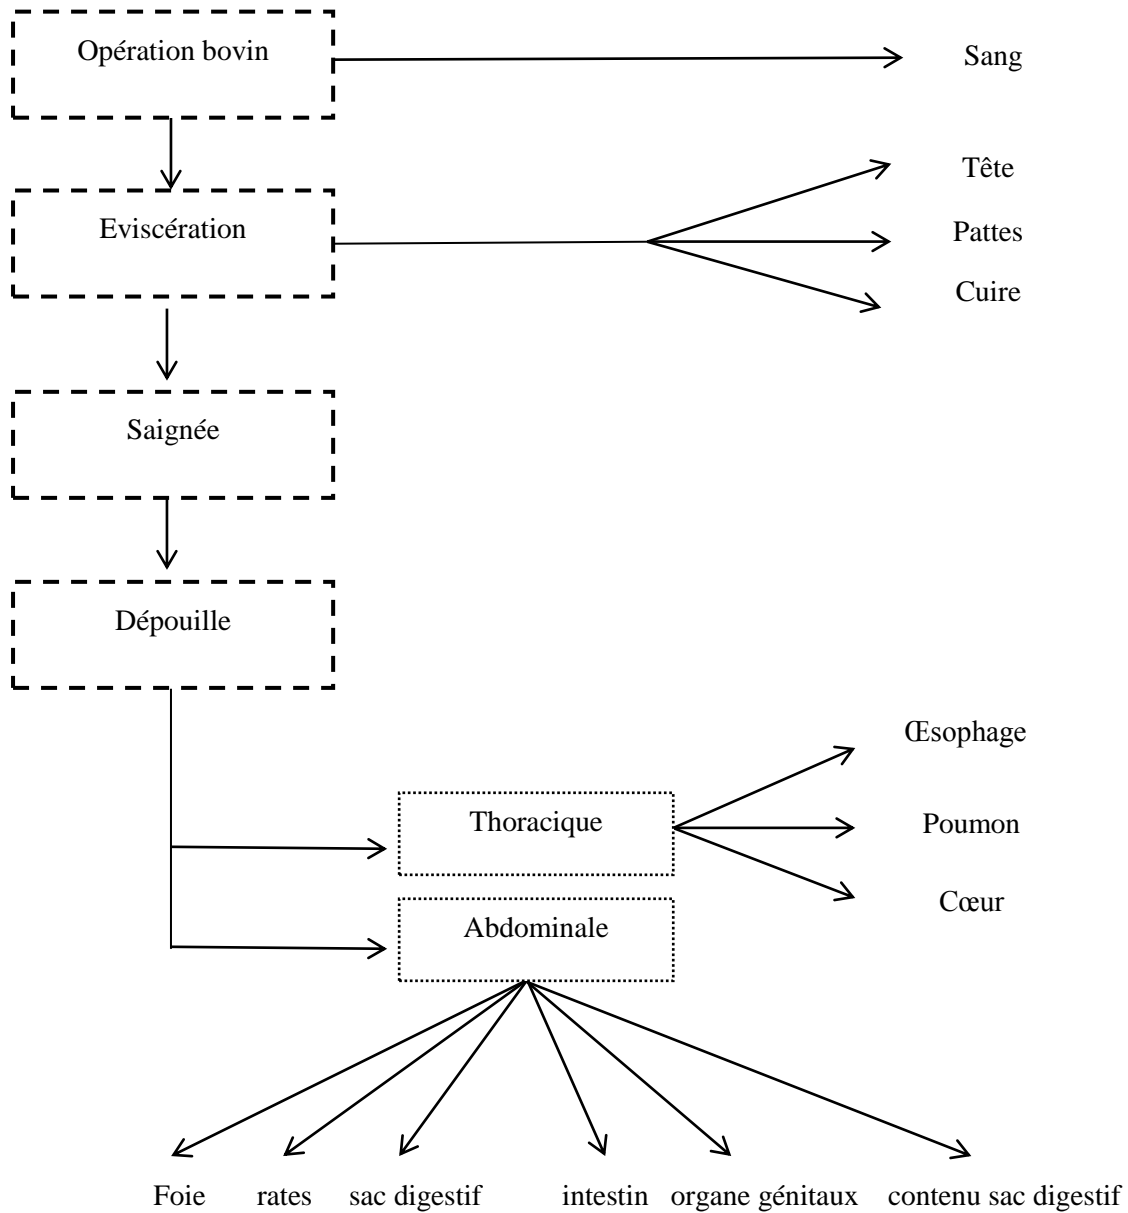 Opération bovin
Sang
Tête
Eviscération
Pattes
Cuire
Saignée
Dépouille
Œsophage
Thoracique
Poumon
Cœur
Abdominale
Foie rates sac digestif intestin organe génitaux contenu sac digestif